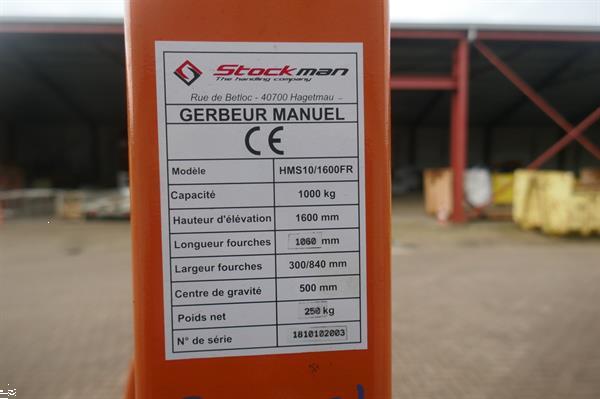 Stockman
The handling company
Rue de Betloc - 40700 Hagetmau
GERBEUR MANUEL
CE
Modèle HMS10/1600FR
Capacité 1000 kg
Hauteur d'élévation 1600 mm
Longueur fourches 1060 mm
Largeur fourches 300/840 mm
Centre de gravité 500 mm
Poids net 250 kg
N° de série 1810102003